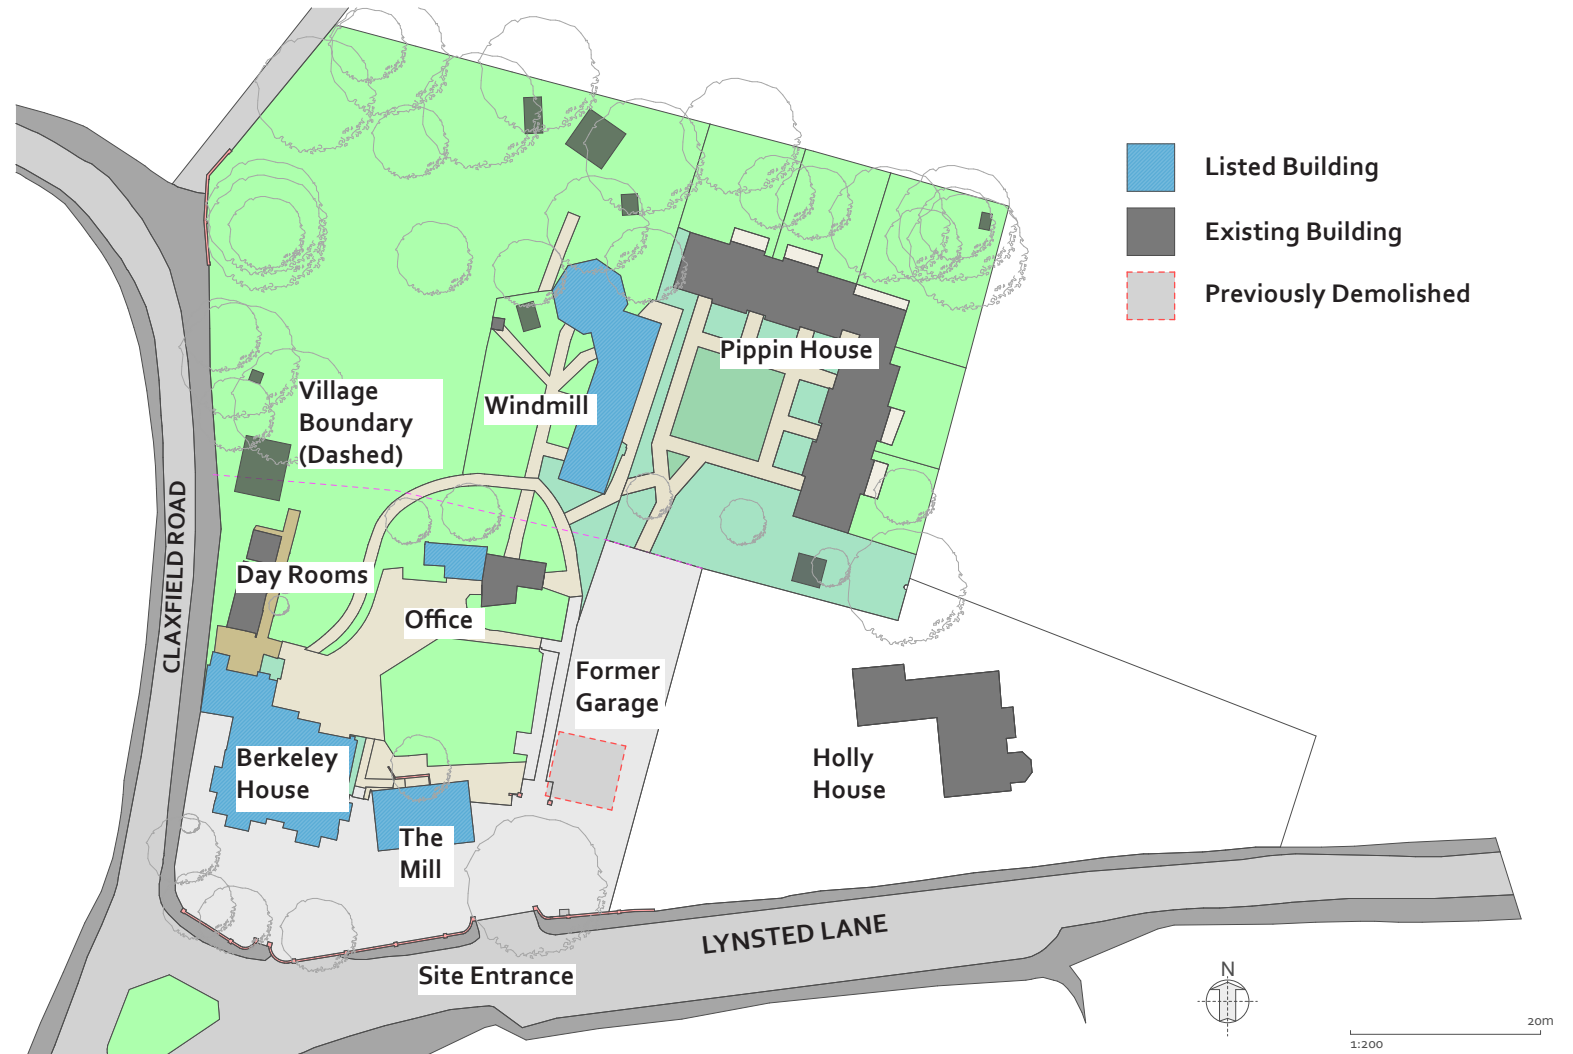 Listed Building
Existing Building
Previously Demolished
Pippin House
Village
Boundary
(Dashed)
Windmill
CLAXFIELD ROAD
Day Rooms
Office
Former
Garage
Berkeley
House
Holly
House
The
Mill
LYNSTED LANE
Site Entrance
N
20m
1:200